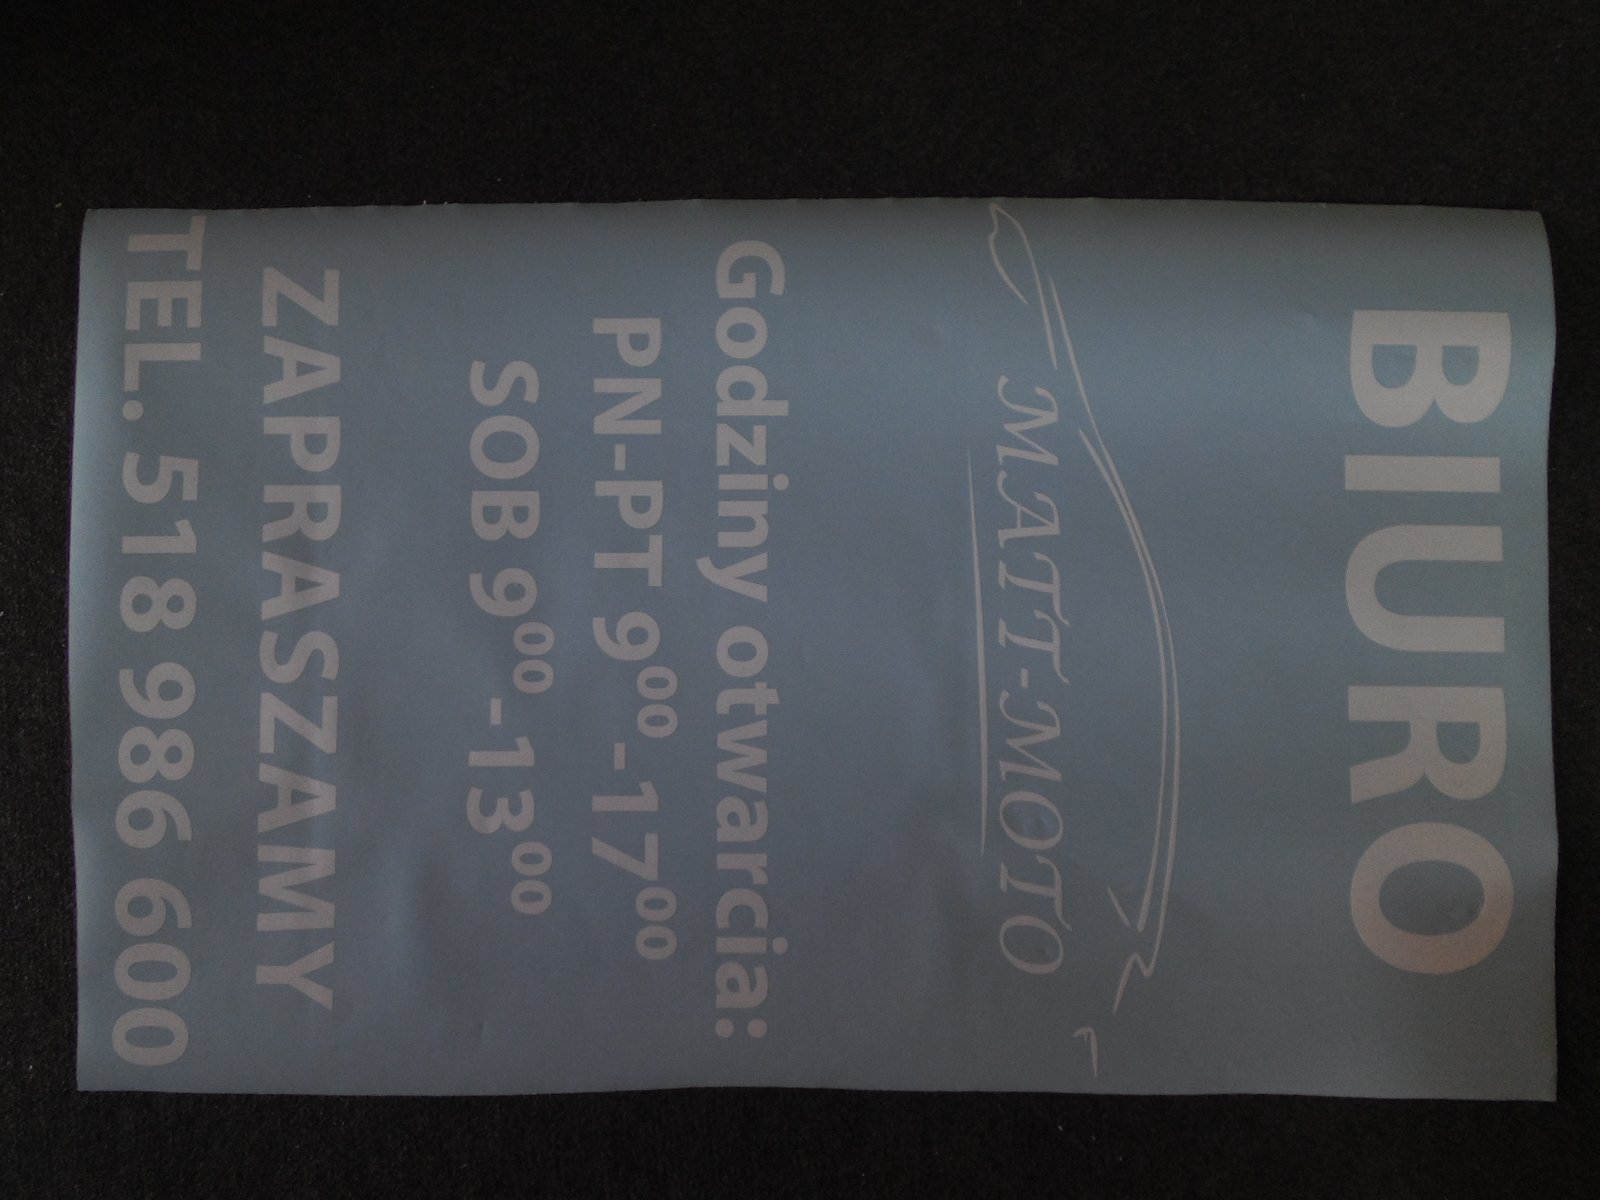 BIURO
MATT-MOTO
Godziny otwarcia:
PN-PT 9⁰⁰-17⁰⁰
SOB 9⁰⁰-13⁰⁰
ZAPRASZAMY
TEL. 518 986 600